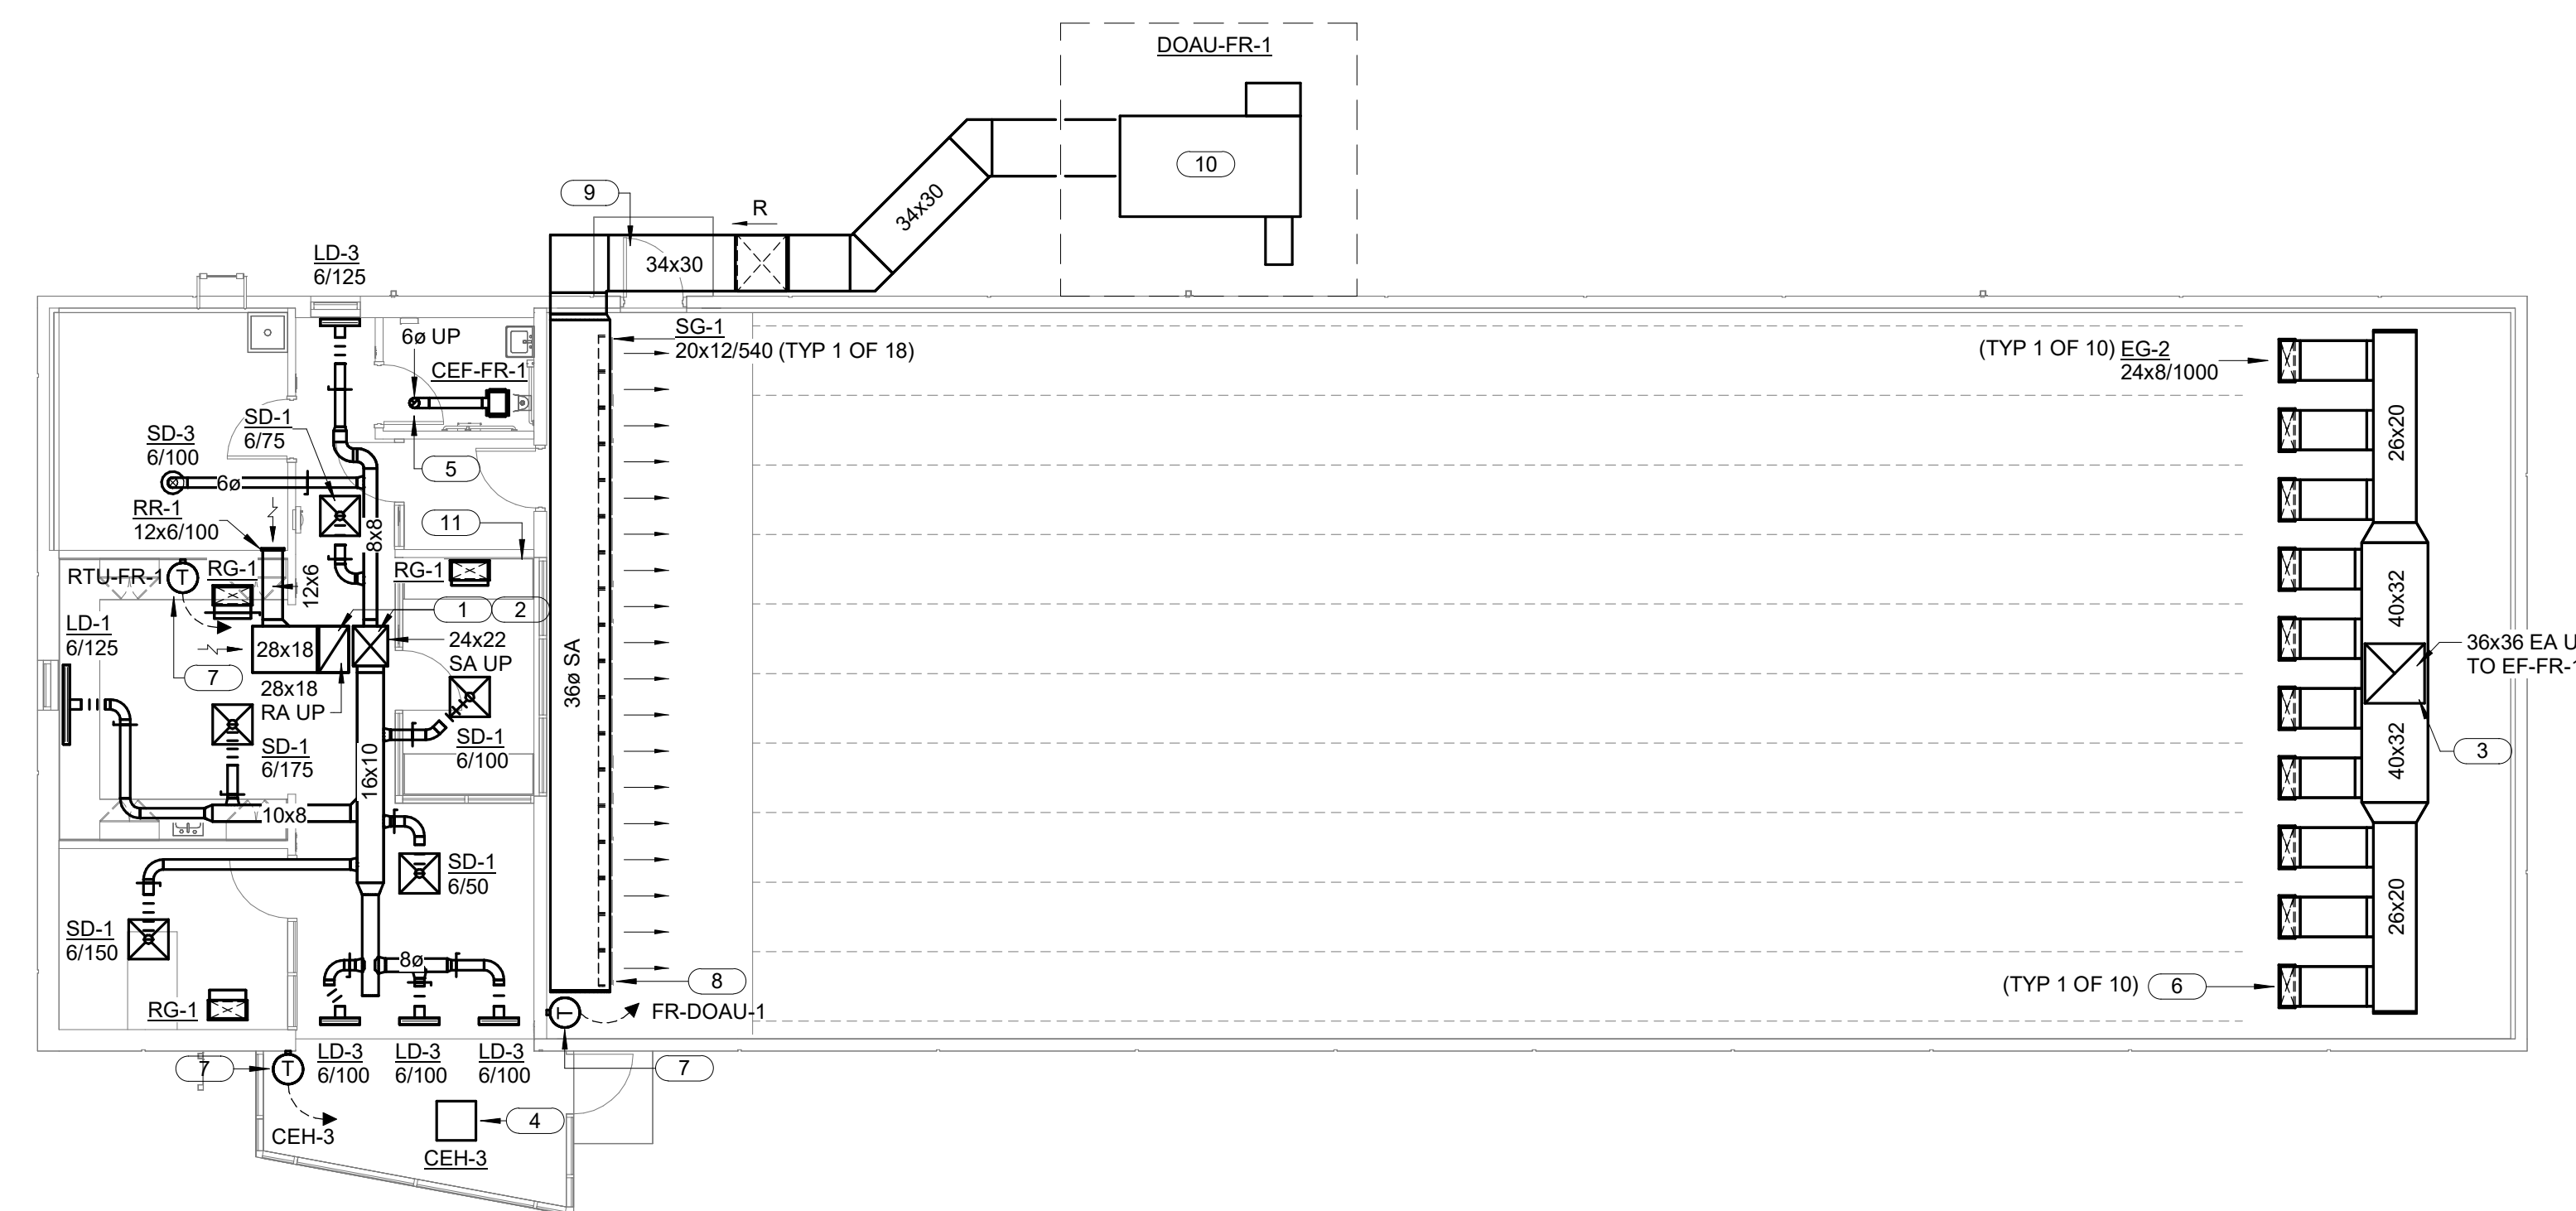 DOAU-FR-1
10
9
R
34x30
34x30
LD-3
6/125
6ø UP
CEF-FR-1
SG-1
20x12/540 (TYP 1 OF 18)
(TYP 1 OF 10) EG-2
24x8/1000
SD-1
6/75
SD-3
6/100
6ø
5
RR-1
12x6/100
11
8x8
26x20
RTU-FR-1
T
RG-1
12x6
RG-1
1
2
40x32
LD-1
6/125
28x18
24x22
SA UP
36ø SA
36x36 EA U
TO EF-FR-1
7
28x18
RA UP
SD-1
6/175
SD-1
6/100
16x10
40x32
3
10x8
SD-1
6/50
26x20
SD-1
6/150
8ø
8
(TYP 1 OF 10)
6
RG-1
T
FR-DOAU-1
LD-3
6/100
LD-3
6/100
LD-3
6/100
7
T
7
CEH-3
4
CEH-3